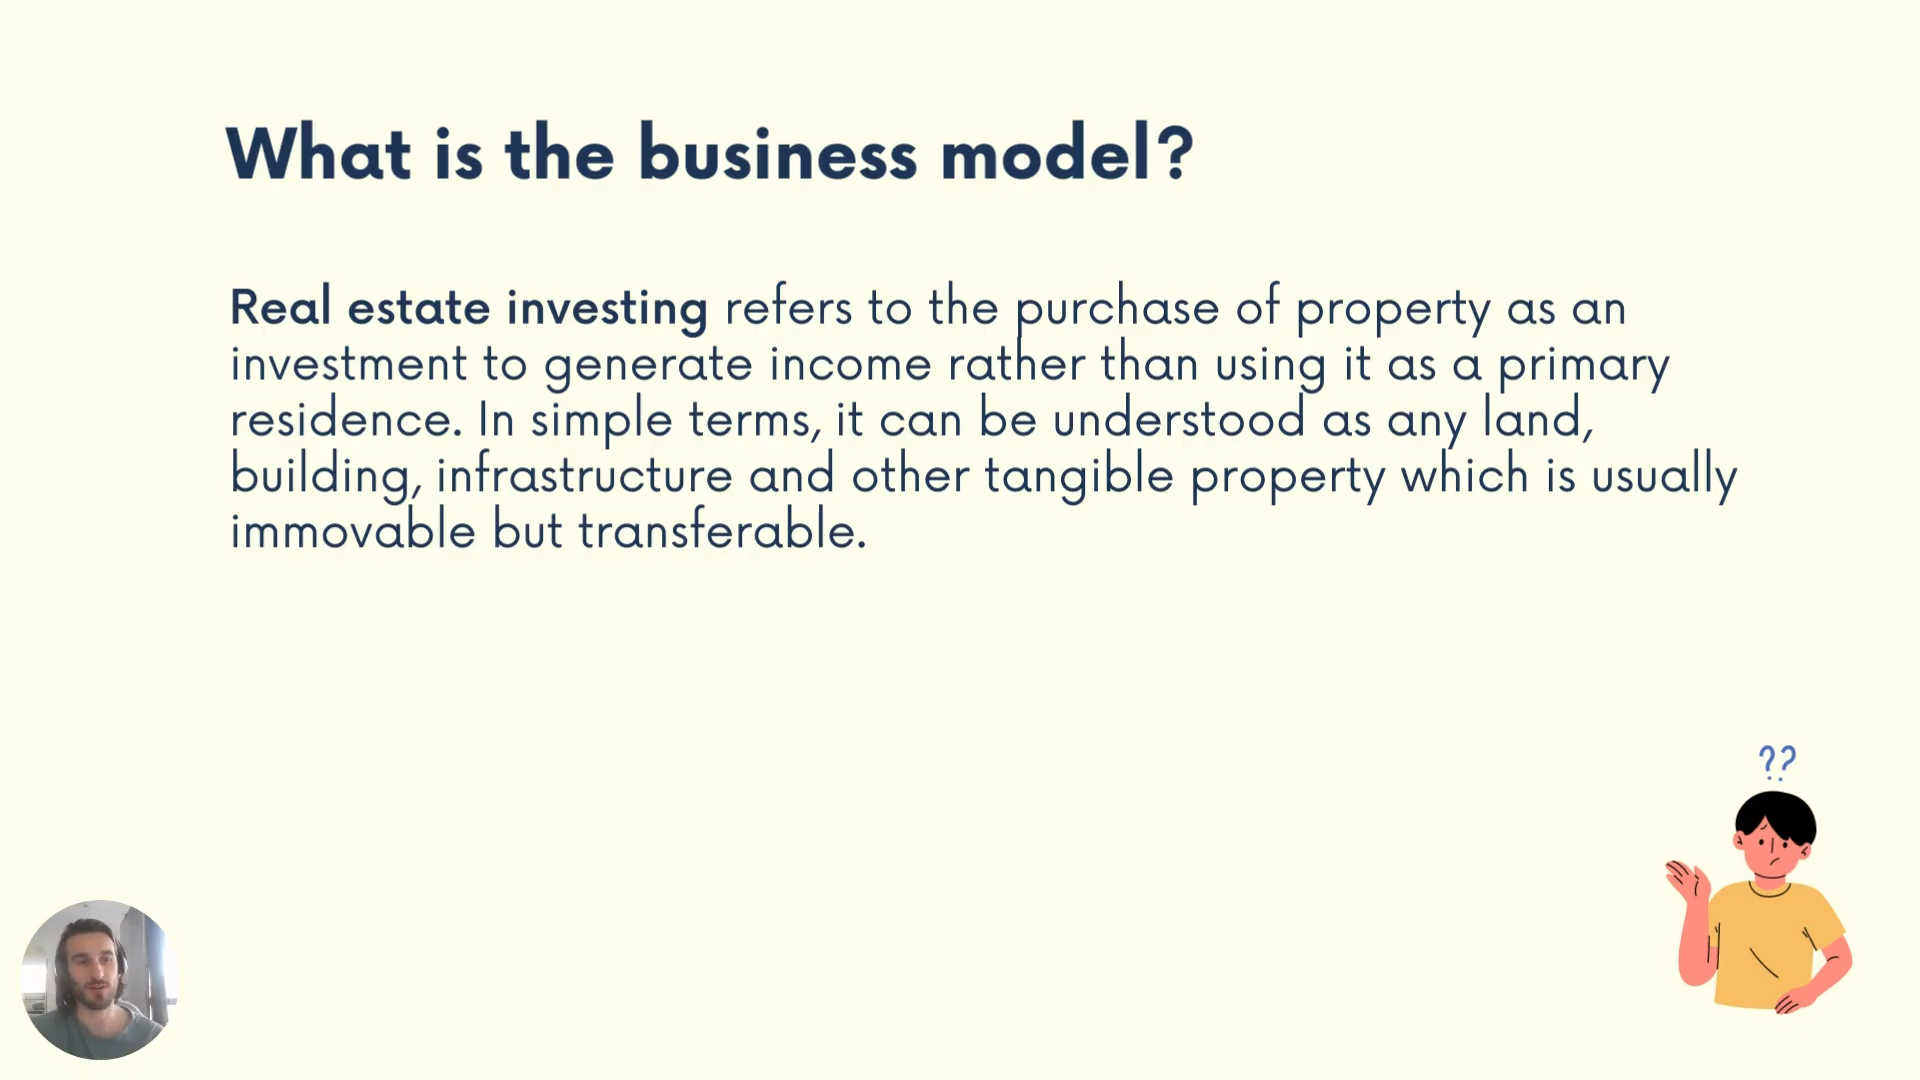 What is the business model?
Real estate investing refers to the purchase of property as an
investment to generate income rather than using it as a primary
residence. In simple terms, it can be understood as any land,
building, infrastructure and other tangible property which is usually
immovable but transferable.
??